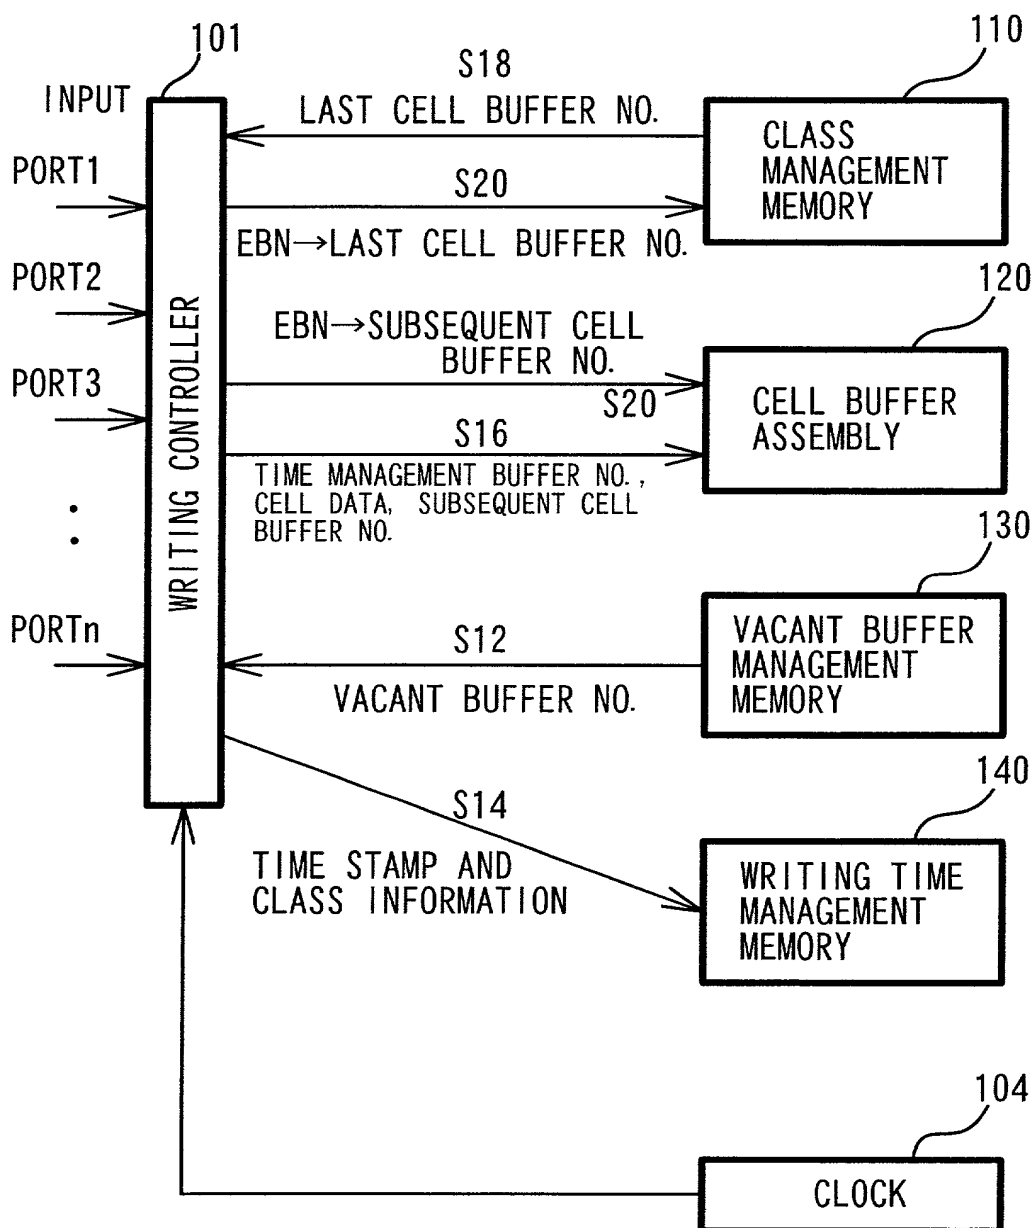 101
110
S18
INPUT
LAST CELL BUFFER NO.
CLASS
MANAGEMENT
MEMORY
PORT1
S20
EBN→LAST CELL BUFFER NO.
PORT2
120
EBN→SUBSEQUENT CELL
BUFFER NO.
PORT3
S20
CELL BUFFER
ASSEMBLY
WRITING CONTROLLER
S16
TIME MANAGEMENT BUFFER NO.,
CELL DATA, SUBSEQUENT CELL
BUFFER NO.
130
PORTn
S12
VACANT BUFFER
MANAGEMENT
MEMORY
VACANT BUFFER NO.
140
S14
TIME STAMP AND
CLASS INFORMATION
WRITING TIME
MANAGEMENT
MEMORY
104
CLOCK